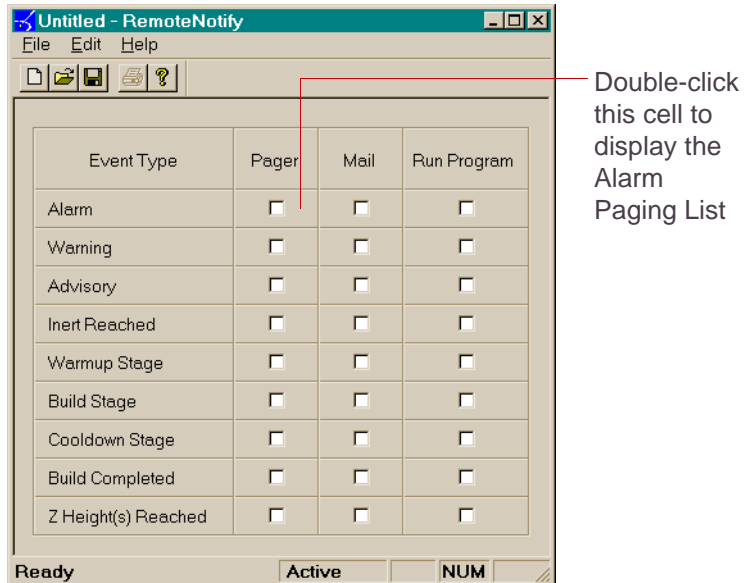 Untitled - RemoteNotify
File Edit Help
Event Type Pager Mail Run Program
Alarm
Warning
Advisory
Inert Reached
Warmup Stage
Build Stage
Cooldown Stage
Build Completed
Z Height(s) Reached
Ready Active NUM
Double-click
this cell to
display the
Alarm
Paging List